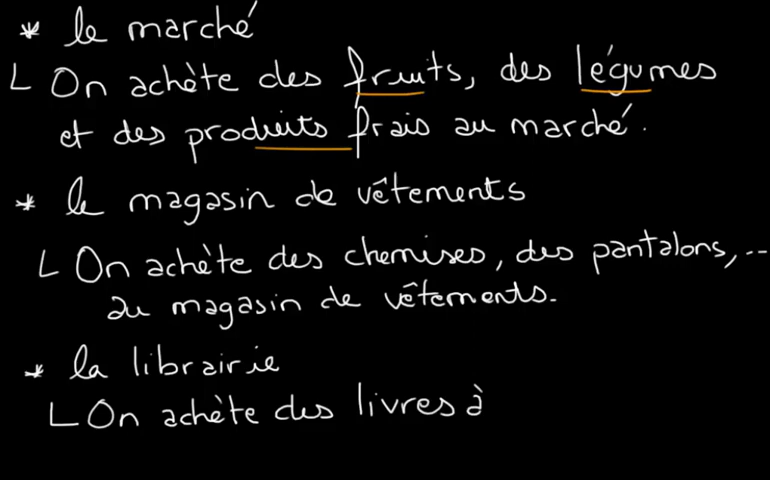 * le marché
└ On achète des fruits, des légumes
et des produits frais au marché.
* le magasin de vêtements
└ On achète des chemises, des pantalons,...
au magasin de vêtements.
* la librairie
└ On achète des livres à